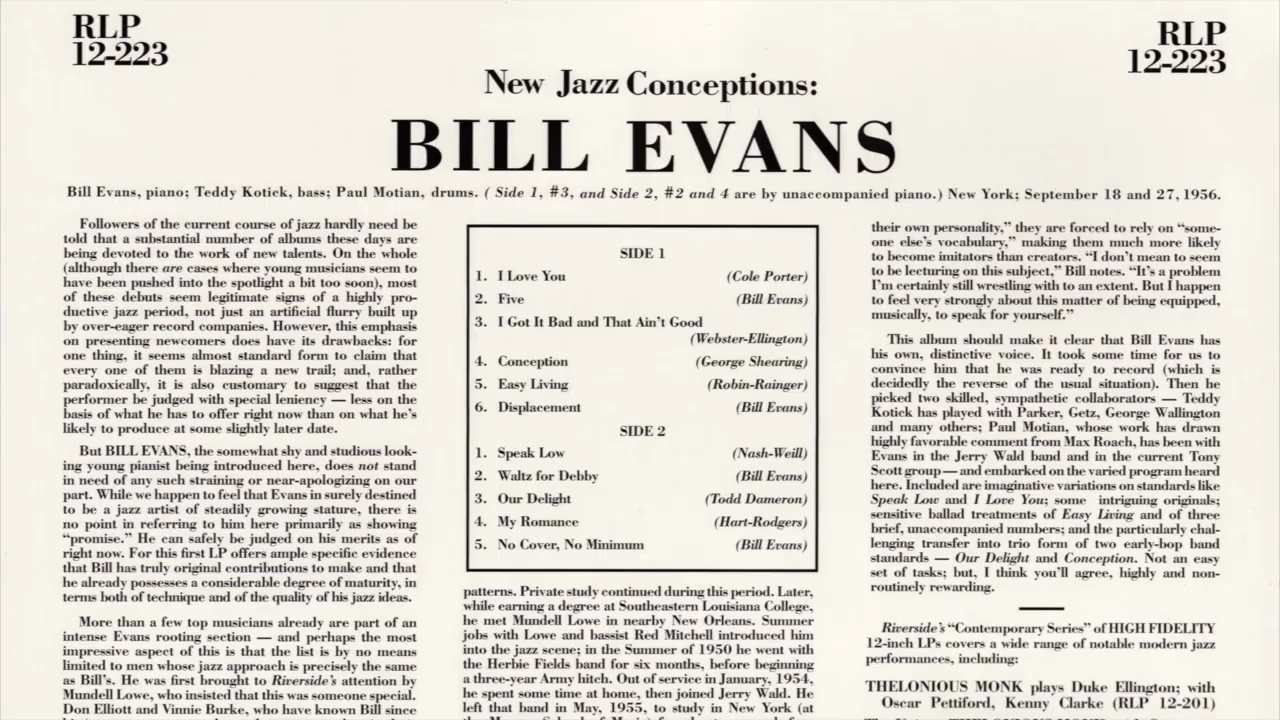 RLP
12-223
RLP
12-223
New Jazz Conceptions:
BILL EVANS
Bill Evans, piano; Teddy Kotick, bass; Paul Motian, drums. ( Side 1, #3, and Side 2, #2 and 4 are by unaccompanied piano.) New York; September 18 and 27, 1956.
Followers of the current course of jazz hardly need be
told that a substantial number of albums these days are
being devoted to the work of new talents. On the whole
(although there are cases where young musicians seem to
have been pushed into the spotlight a bit too soon), most
of these debuts seem legitimate signs of a highly pro-
ductive jazz period, not just an artificial flurry built up
by over-eager record companies. However, this emphasis
on presenting newcomers does have its drawbacks: for
one thing, it seems almost standard form to claim that
every one of them is blazing a new trail; and, rather
paradoxically, it is also customary to suggest that the
performer be judged with special leniency — less on the
basis of what he has to offer right now than on what he's
likely to produce at some slightly later date.
But BILL EVANS, the somewhat shy and studious look-
ing young pianist being introduced here, does not stand
in need of any such straining or near-apologizing on our
part. While we happen to feel that Evans in surely destined
to be a jazz artist of steadily growing stature, there is
no point in referring to him here primarily as showing
“promise.” He can safely be judged on his merits as of
right now. For this first LP offers ample specific evidence
that Bill has truly original contributions to make and that
he already possesses a considerable degree of maturity, in
terms both of technique and of the quality of his jazz ideas.
More than a few top musicians already are part of an
intense Evans rooting section — and perhaps the most
impressive aspect of this is that the list is by no means
limited to men whose jazz approach is precisely the same
as Bill's. He was first brought to Riverside's attention by
Mundell Lowe, who insisted that this was someone special.
Don Elliott and Vinnie Burke, who have known Bill since
SIDE 1
1. I Love You (Cole Porter)
2. Five (Bill Evans)
3. I Got It Bad and That Ain't Good
(Webster-Ellington)
4. Conception (George Shearing)
5. Easy Living (Robin-Rainger)
6. Displacement (Bill Evans)
SIDE 2
1. Speak Low (Nash-Weill)
2. Waltz for Debby (Bill Evans)
3. Our Delight (Todd Dameron)
4. My Romance (Hart-Rodgers)
5. No Cover, No Minimum (Bill Evans)
patterns. Private study continued during this period. Later,
while earning a degree at Southeastern Louisiana College,
he met Mundell Lowe in nearby New Orleans. Summer
jobs with Lowe and bassist Red Mitchell introduced him
into the jazz scene; in the Summer of 1950 he went with
the Herbie Fields band for six months, before beginning
a three-year Army hitch. Out of service in January, 1954,
he spent some time at home, then joined Jerry Wald. He
left that band in May, 1955, to study in New York (at
their own personality,” they are forced to rely on “some-
one else's vocabulary,” making them much more likely
to become imitators than creators. “I don't mean to seem
to be lecturing on this subject,” Bill notes. “It's a problem
I'm certainly still wrestling with to an extent. But I happen
to feel very strongly about this matter of being equipped,
musically, to speak for yourself.”
This album should make it clear that Bill Evans has
his own, distinctive voice. It took some time for us to
convince him that he was ready to record (which is
decidedly the reverse of the usual situation). Then he
picked two skilled, sympathetic collaborators — Teddy
Kotick has played with Parker, Getz, George Wallington
and many others; Paul Motian, whose work has drawn
highly favorable comment from Max Roach, has been with
Evans in the Jerry Wald band and in the current Tony
Scott group — and embarked on the varied program heard
here. Included are imaginative variations on standards like
Speak Low and I Love You; some intriguing originals;
sensitive ballad treatments of Easy Living and of three
brief, unaccompanied numbers; and the particularly chal-
lenging transfer into trio form of two early-bop band
standards — Our Delight and Conception. Not an easy
set of tasks; but, I think you'll agree, highly and non-
routinely rewarding.
Riverside's “Contemporary Series” of HIGH FIDELITY
12-inch LPs covers a wide range of notable modern jazz
performances, including:
THELONIOUS MONK plays Duke Ellington; with
Oscar Pettiford, Kenny Clarke (RLP 12-201)